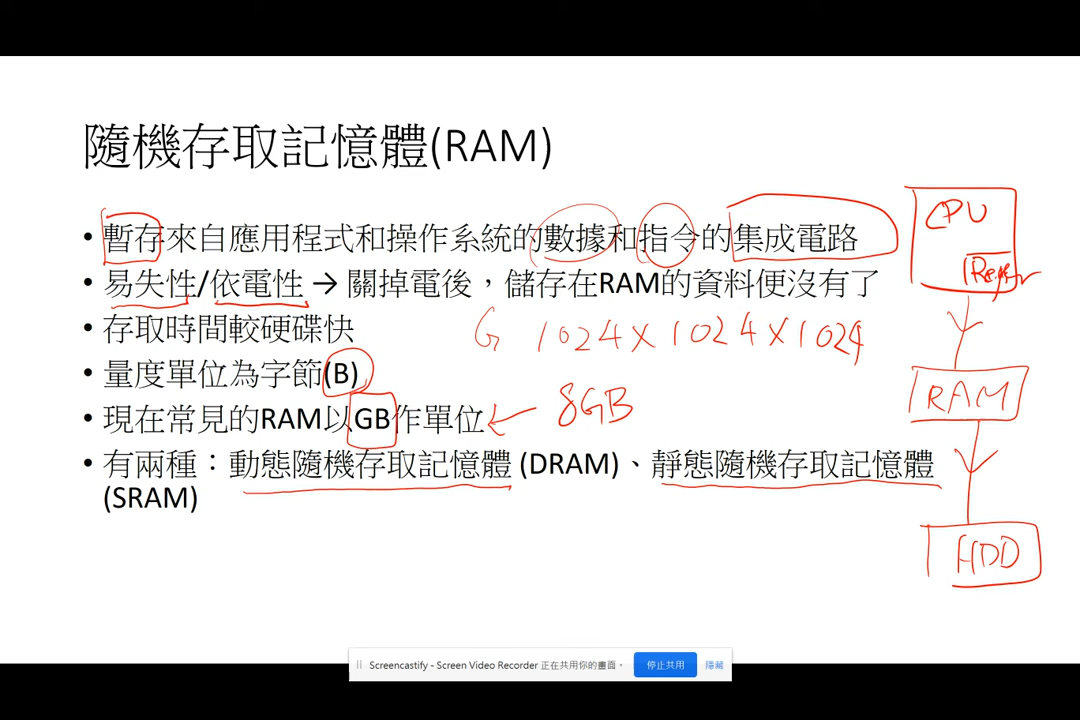 隨機存取記憶體(RAM)
• 暫存來自應用程式和操作系統的數據和指令的集成電路
• 易失性/依電性 → 關掉電後，儲存在RAM的資料便沒有了
• 存取時間較硬碟快
• 量度單位為字節(B)
• 現在常見的RAM以GB作單位
• 有兩種：動態隨機存取記憶體 (DRAM)、靜態隨機存取記憶體
(SRAM)
G 1024 X 1024 X 1024
8GB
CPU
RAM
HDD
Screencastify - Screen Video Recorder 正在共用你的畫面。 停止共用 隱藏